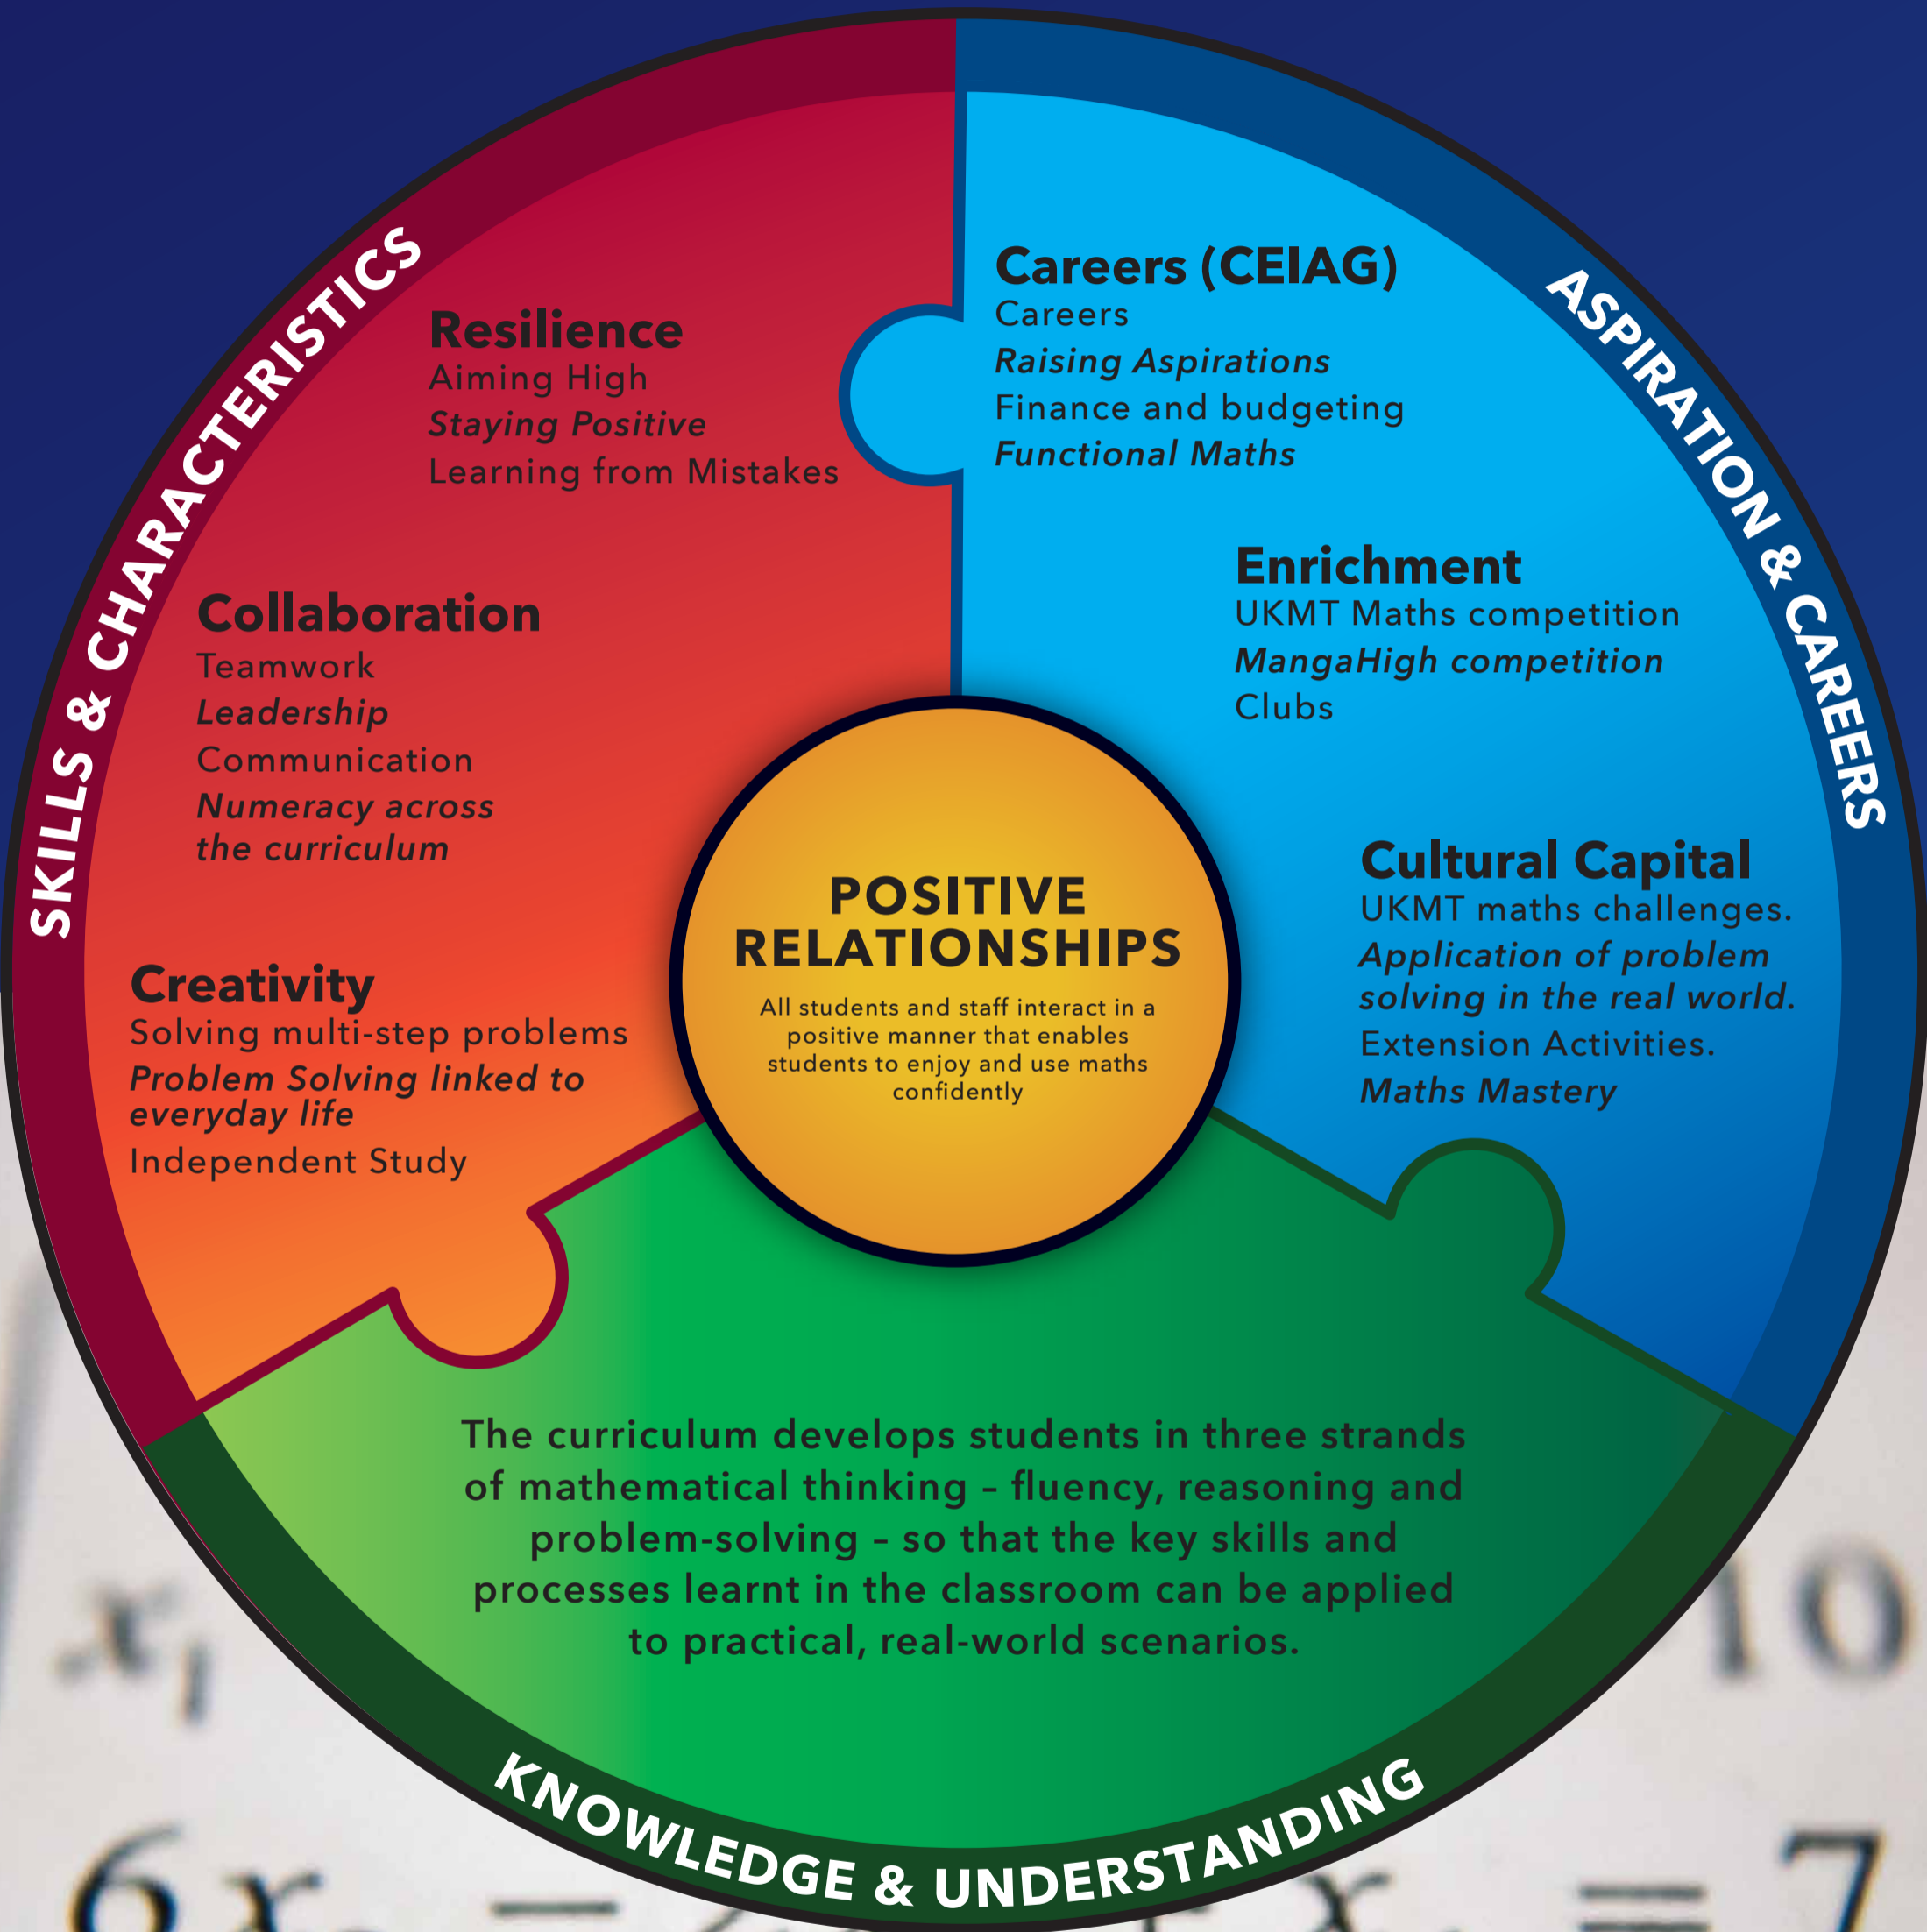 SKILLS & CHARACTERISTICS
Resilience
Aiming High
Staying Positive
Learning from Mistakes
Collaboration
Teamwork
Leadership
Communication
Numeracy across
the curriculum
Creativity
Solving multi-step problems
Problem Solving linked to
everyday life
Independent Study
ASPIRATION & CAREERS
Careers (CEIAG)
Careers
Raising Aspirations
Finance and budgeting
Functional Maths
Enrichment
UKMT Maths competition
MangaHigh competition
Clubs
Cultural Capital
UKMT maths challenges.
Application of problem
solving in the real world.
Extension Activities.
Maths Mastery
POSITIVE
RELATIONSHIPS
All students and staff interact in a
positive manner that enables
students to enjoy and use maths
confidently
The curriculum develops students in three strands
of mathematical thinking – fluency, reasoning and
problem-solving – so that the key skills and
processes learnt in the classroom can be applied
to practical, real-world scenarios.
KNOWLEDGE & UNDERSTANDING
x₁
10
6x
x = 7